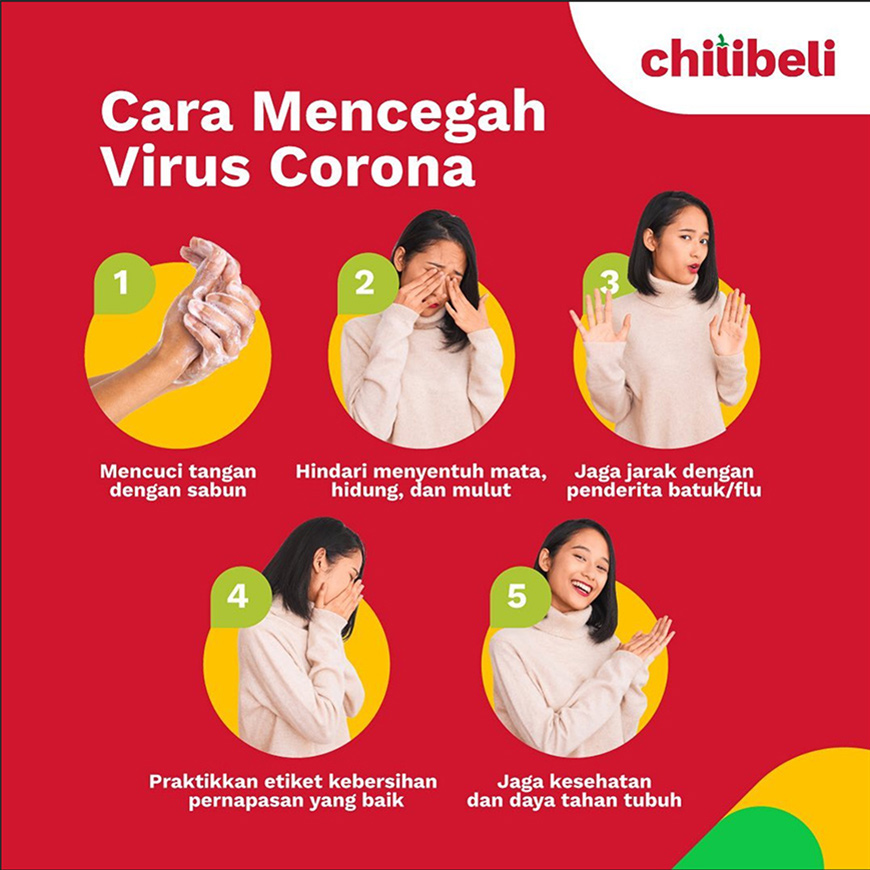 chilibeli
Cara Mencegah
Virus Corona
1
Mencuci tangan
dengan sabun
2
Hindari menyentuh mata,
hidung, dan mulut
3
Jaga jarak dengan
penderita batuk/flu
4
Praktikkan etiket kebersihan
pernapasan yang baik
5
Jaga kesehatan
dan daya tahan tubuh